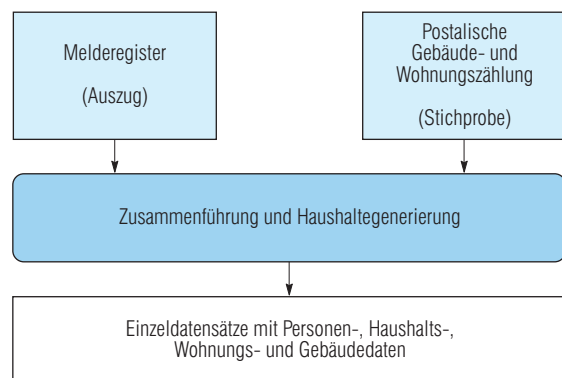 Melderegister
(Auszug)
Postalische
Gebäude- und
Wohnungszählung
(Stichprobe)
Zusammenführung und Haushaltegenerierung
Einzeldatensätze mit Personen-, Haushalts-,
Wohnungs- und Gebäudedaten